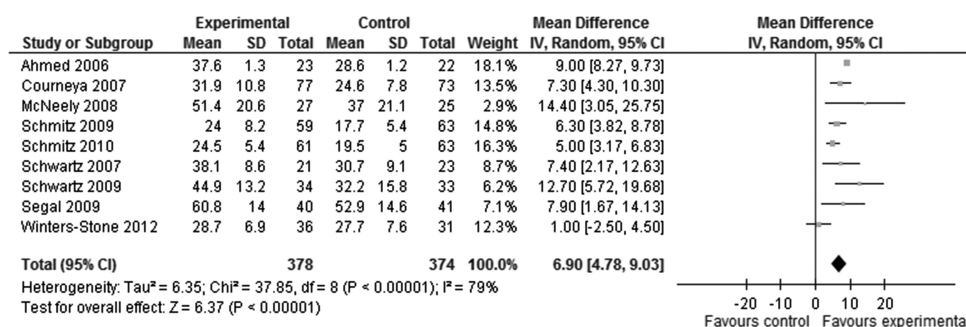 Experimental Control Mean Difference Mean Difference
Study or Subgroup Mean SD Total Mean SD Total Weight IV, Random, 95% CI IV, Random, 95% CI
Ahmed 2006 37.6 1.3 23 28.6 1.2 22 18.1% 9.00 [8.27, 9.73]
Courneya 2007 31.9 10.8 77 24.6 7.8 73 13.5% 7.30 [4.30, 10.30]
McNeely 2008 51.4 20.6 27 37 21.1 25 2.9% 14.40 [3.05, 25.75]
Schmitz 2009 24 8.2 59 17.7 5.4 63 14.8% 6.30 [3.82, 8.78]
Schmitz 2010 24.5 5.4 61 19.5 5 63 16.3% 5.00 [3.17, 6.83]
Schwartz 2007 38.1 8.6 21 30.7 9.1 23 8.7% 7.40 [2.17, 12.63]
Schwartz 2009 44.9 13.2 34 32.2 15.8 33 6.2% 12.70 [5.72, 19.68]
Segal 2009 60.8 14 40 52.9 14.6 41 7.1% 7.90 [1.67, 14.13]
Winters-Stone 2012 28.7 6.9 36 27.7 7.6 31 12.3% 1.00 [-2.50, 4.50]
Total (95% CI) 378 374 100.0% 6.90 [4.78, 9.03]
Heterogeneity: Tau² = 6.35; Chi² = 37.85, df = 8 (P < 0.00001); I² = 79%
Test for overall effect: Z = 6.37 (P < 0.00001)
-20 -10 0 10 20
Favours control Favours experimenta